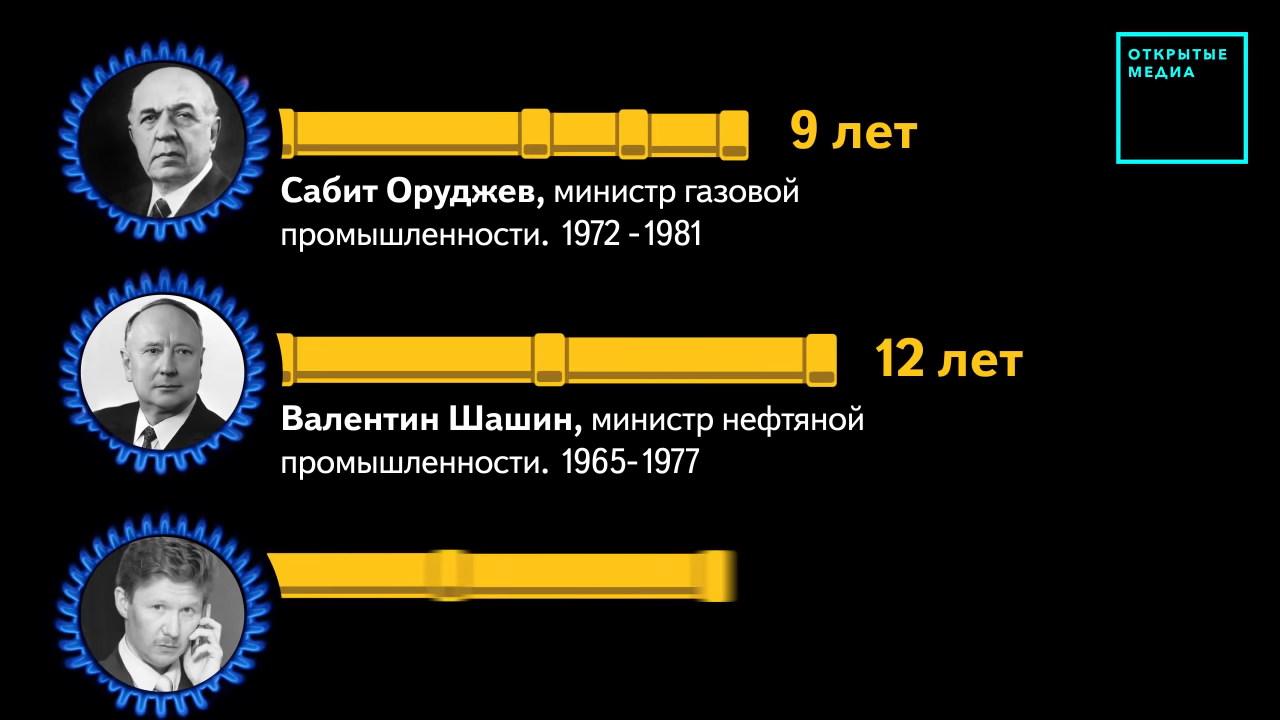 ОТКРЫТЫЕ
МЕДИА
9 лет
Сабит Оруджев, министр газовой
промышленности. 1972 - 1981
12 лет
Валентин Шашин, министр нефтяной
промышленности. 1965-1977